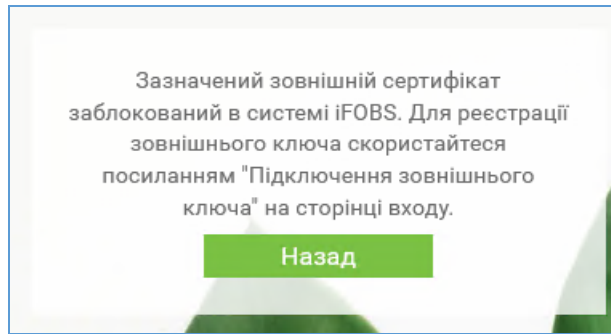 Зазначений зовнішній сертифікат
заблокований в системі iFOBS. Для реєстрації
зовнішнього ключа скористайтеся
посиланням "Підключення зовнішнього
ключа" на сторінці входу.
Назад